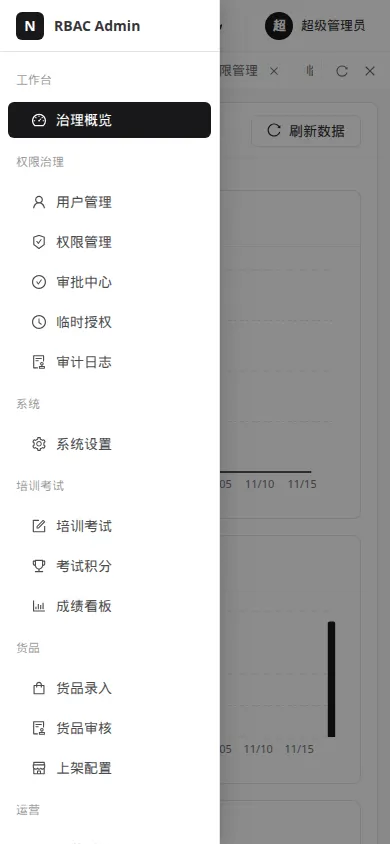 N RBAC Admin
超 超级管理员
工作台
限管理
治理概览
刷新数据
权限治理
用户管理
权限管理
审批中心
临时授权
审计日志
系统
系统设置
05 11/10 11/15
培训考试
培训考试
考试积分
成绩看板
货品
货品录入
货品审核
05 11/10 11/15
上架配置
运营